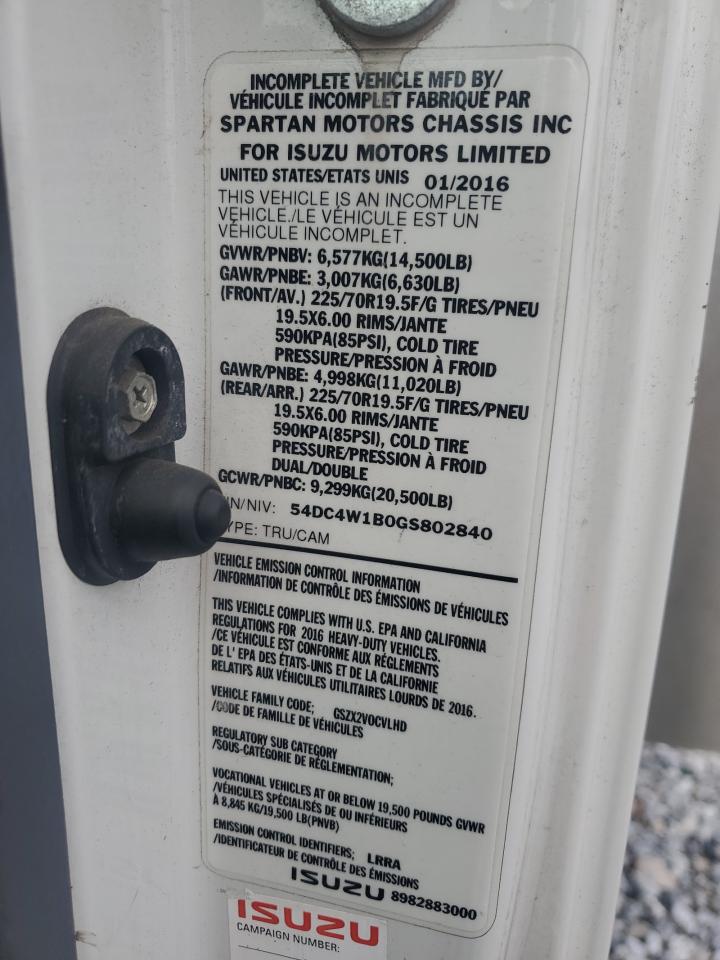 INCOMPLETE VEHICLE MFD BY/
VÉHICULE INCOMPLET FABRIQUÉ PAR
SPARTAN MOTORS CHASSIS INC
FOR ISUZU MOTORS LIMITED
UNITED STATES/ETATS UNIS 01/2016
THIS VEHICLE IS AN INCOMPLETE
VEHICLE./LE VÉHICULE EST UN
VÉHICULE INCOMPLET.
GVWR/PNBV: 6,577KG(14,500LB)
GAWR/PNBE: 3,007KG(6,630LB)
(FRONT/AV.) 225/70R19.5F/G TIRES/PNEU
19.5X6.00 RIMS/JANTE
590KPA(85PSI), COLD TIRE
PRESSURE/PRESSION À FROID
GAWR/PNBE: 4,998KG(11,020LB)
(REAR/ARR.) 225/70R19.5F/G TIRES/PNEU
19.5X6.00 RIMS/JANTE
590KPA(85PSI), COLD TIRE
PRESSURE/PRESSION À FROID
DUAL/DOUBLE
GCWR/PNBC: 9,299KG(20,500LB)
IN/NIV: 54DC4W1B0GS802840
YPE: TRU/CAM
VEHICLE EMISSION CONTROL INFORMATION
/INFORMATION DE CONTRÔLE DES ÉMISSIONS DE VÉHICULES
THIS VEHICLE COMPLIES WITH U.S. EPA AND CALIFORNIA
REGULATIONS FOR 2016 HEAVY-DUTY VEHICLES.
/CE VÉHICULE EST CONFORME AUX RÉGLEMENTS
DE L' EPA DES ÉTATS-UNIS ET DE LA CALIFORNIE
RELATIFS AUX VÉHICULES UTILITAIRES LOURDS DE 2016.
VEHICLE FAMILY CODE; GSZX2VOCVLHD
/CODE DE FAMILLE DE VÉHICULES
REGULATORY SUB CATEGORY
/SOUS-CATÉGORIE DE RÉGLEMENTATION;
VOCATIONAL VEHICLES AT OR BELOW 19,500 POUNDS GVWR
/VÉHICULES SPÉCIALISÉS DE OU INFÉRIEURS
À 8,845 KG/19,500 LB(PNVB)
EMISSION CONTROL IDENTIFIERS; LRRA
/IDENTIFICATEUR DE CONTRÔLE DES ÉMISSIONS
ISUZU 8982883000
ISUZU
CAMPAIGN NUMBER: